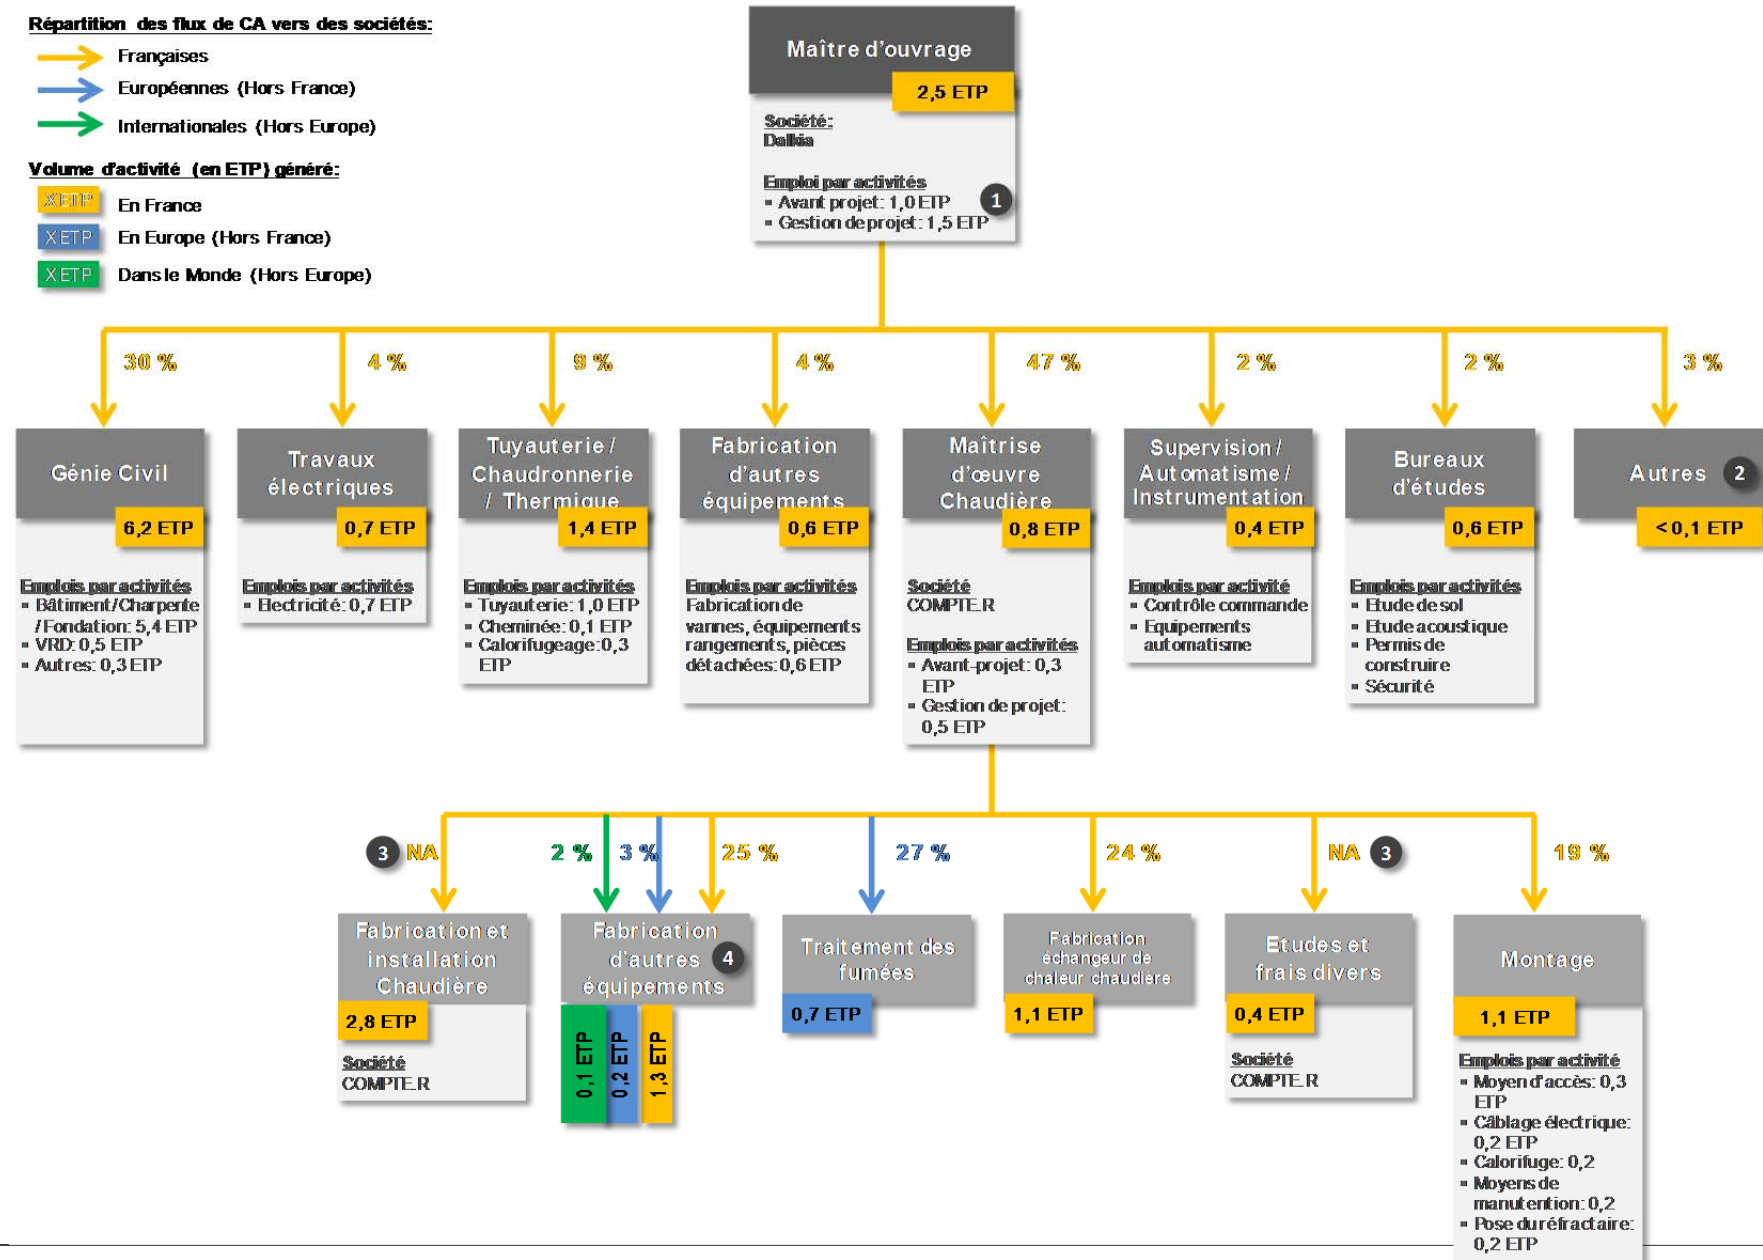 Répartition des flux de CA vers des sociétés:
Françaises
Européennes (Hors France)
Internationales (Hors Europe)
Volume d'activité (en ETP) généré:
X ETP En France
X ETP En Europe (Hors France)
X ETP Dans le Monde (Hors Europe)
Maître d'ouvrage
2,5 ETP
Société:
Dalkia
Emploi par activités
▪ Avant projet: 1,0 ETP
▪ Gestion de projet: 1,5 ETP
1
30 %
4 %
9 %
4 %
47 %
2 %
2 %
3 %
Génie Civil
6,2 ETP
Emplois par activités
▪ Bâtiment/Charpente
/Fondation: 5,4 ETP
▪ VRD: 0,5 ETP
▪ Autres: 0,3 ETP
Travaux
électriques
0,7 ETP
Emplois par activités
▪ Electricité: 0,7 ETP
Tuyauterie /
Chaudronnerie
/ Thermique
1,4 ETP
Emplois par activités
▪ Tuyauterie: 1,0 ETP
▪ Cheminée: 0,1 ETP
▪ Calorifugeage: 0,3
ETP
Fabrication
d'autres
équipements
0,6 ETP
Emplois par activités
Fabrication de
vannes, équipements
rangements, pièces
détachées: 0,6 ETP
Maîtrise
d'œuvre
Chaudière
0,8 ETP
Société
COMPTE.R
Emplois par activités
▪ Avant-projet: 0,3
ETP
▪ Gestion de projet:
0,5 ETP
Supervision /
Automatisme /
Instrumentation
0,4 ETP
Emplois par activité
▪ Contrôle commande
▪ Equipements
automatisme
Bureaux
d'études
0,6 ETP
Emplois par activités
▪ Etude de sol
▪ Etude acoustique
▪ Permis de
construire
▪ Sécurité
Autres 2
< 0,1 ETP
3 NA
2 %
3 %
25 %
27 %
24 %
NA 3
19 %
Fabrication et
installation
Chaudière
2,8 ETP
Société
COMPTE.R
Fabrication
d'autres 4
équipements
0,1 ETP
0,2 ETP
1,3 ETP
Traitement des
fumées
0,7 ETP
Fabrication
échangeur de
chaleur chaudière
1,1 ETP
Etudes et
frais divers
0,4 ETP
Société
COMPTE.R
Montage
1,1 ETP
Emplois par activité
▪ Moyen d'accès: 0,3
ETP
▪ Câblage électrique:
0,2 ETP
▪ Calorifuge: 0,2
▪ Moyens de
manutention: 0,2
▪ Pose du réfractaire:
0,2 ETP